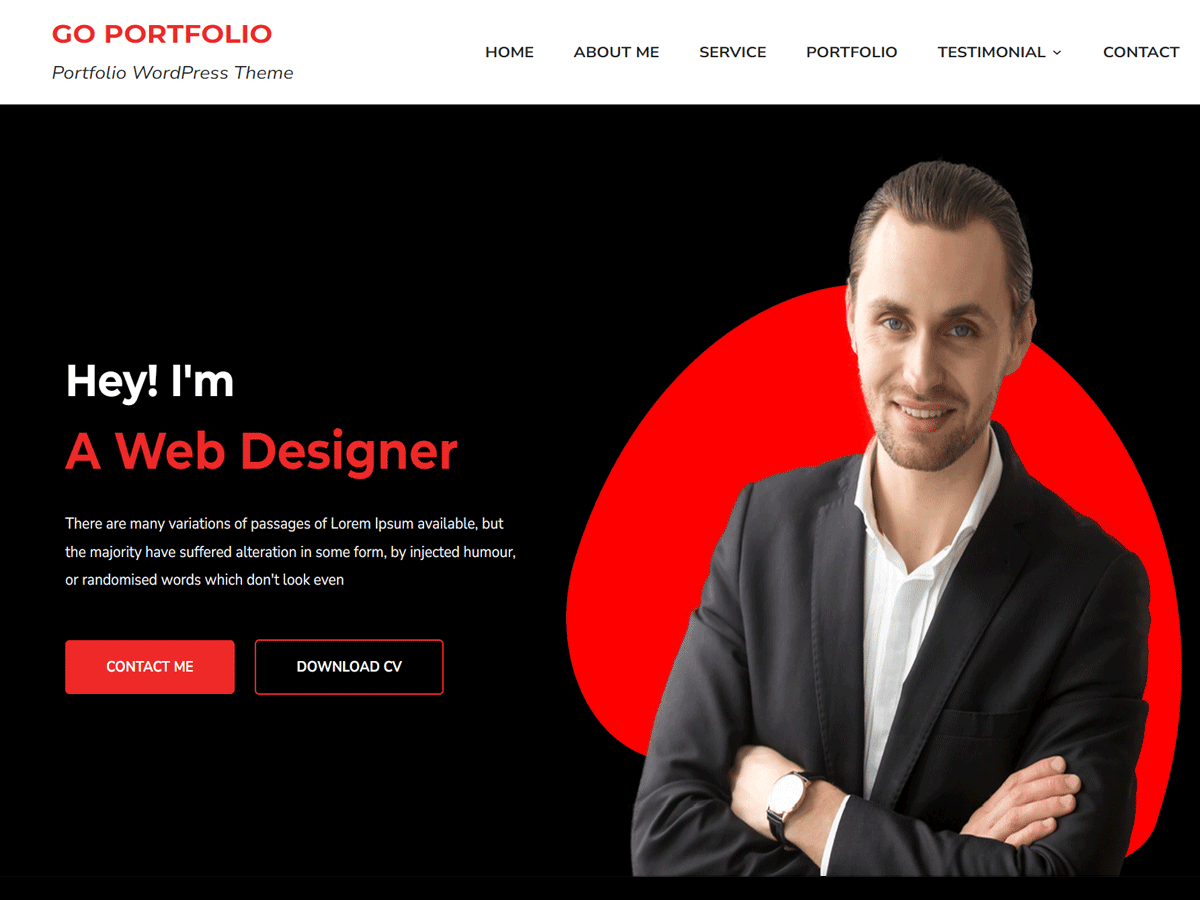 GO PORTFOLIO
Portfolio WordPress Theme
HOME ABOUT ME SERVICE PORTFOLIO TESTIMONIAL CONTACT
Hey! I'm
A Web Designer
There are many variations of passages of Lorem Ipsum available, but
the majority have suffered alteration in some form, by injected humour,
or randomised words which don't look even
CONTACT ME DOWNLOAD CV